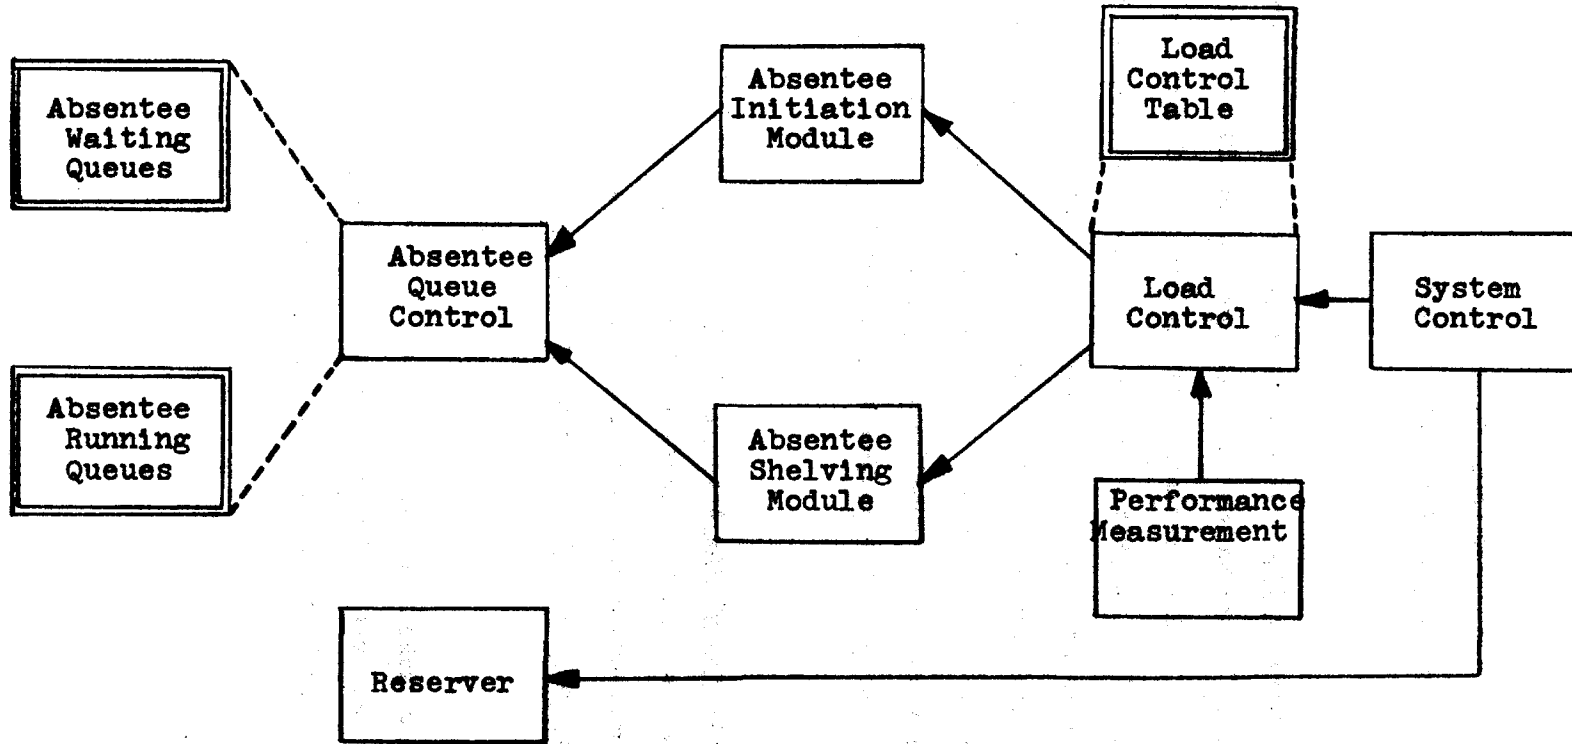 Absentee
Waiting
Queues
Absentee
Running
Queues
Absentee
Queue
Control
Absentee
Initiation
Module
Absentee
Shelving
Module
Load
Control
Table
Load
Control
System
Control
Performance
Measurement
Reserver